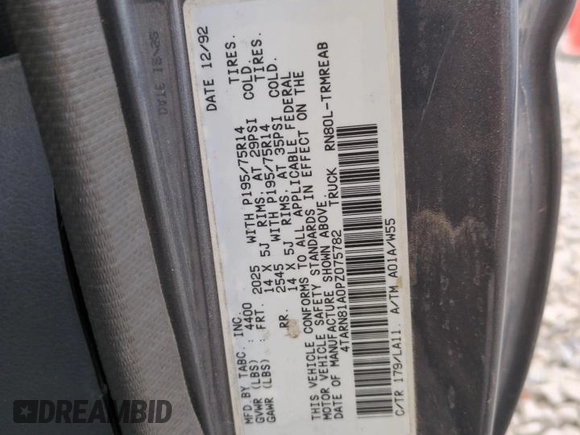 MFD. BY TABC, INC. DATE 12/92
GVWR (LBS) : 4400
GAWR (LBS) : FRT. 2025 WITH P195/75R14 TIRES.
14 X 5J RIMS. AT 29PSI COLD.
RR. 2545 WITH P195/75R14 TIRES.
14 X 5J RIMS. AT 35PSI COLD.
THIS VEHICLE CONFORMS TO ALL APPLICABLE FEDERAL
MOTOR VEHICLE SAFETY STANDARDS IN EFFECT ON THE
DATE OF MANUFACTURE SHOWN ABOVE.
4TARN81A0PZ075782 TRUCK RN80L-TRMREAB
C/TR 179/LA11. A/TM A01A/W55
DREAMBID